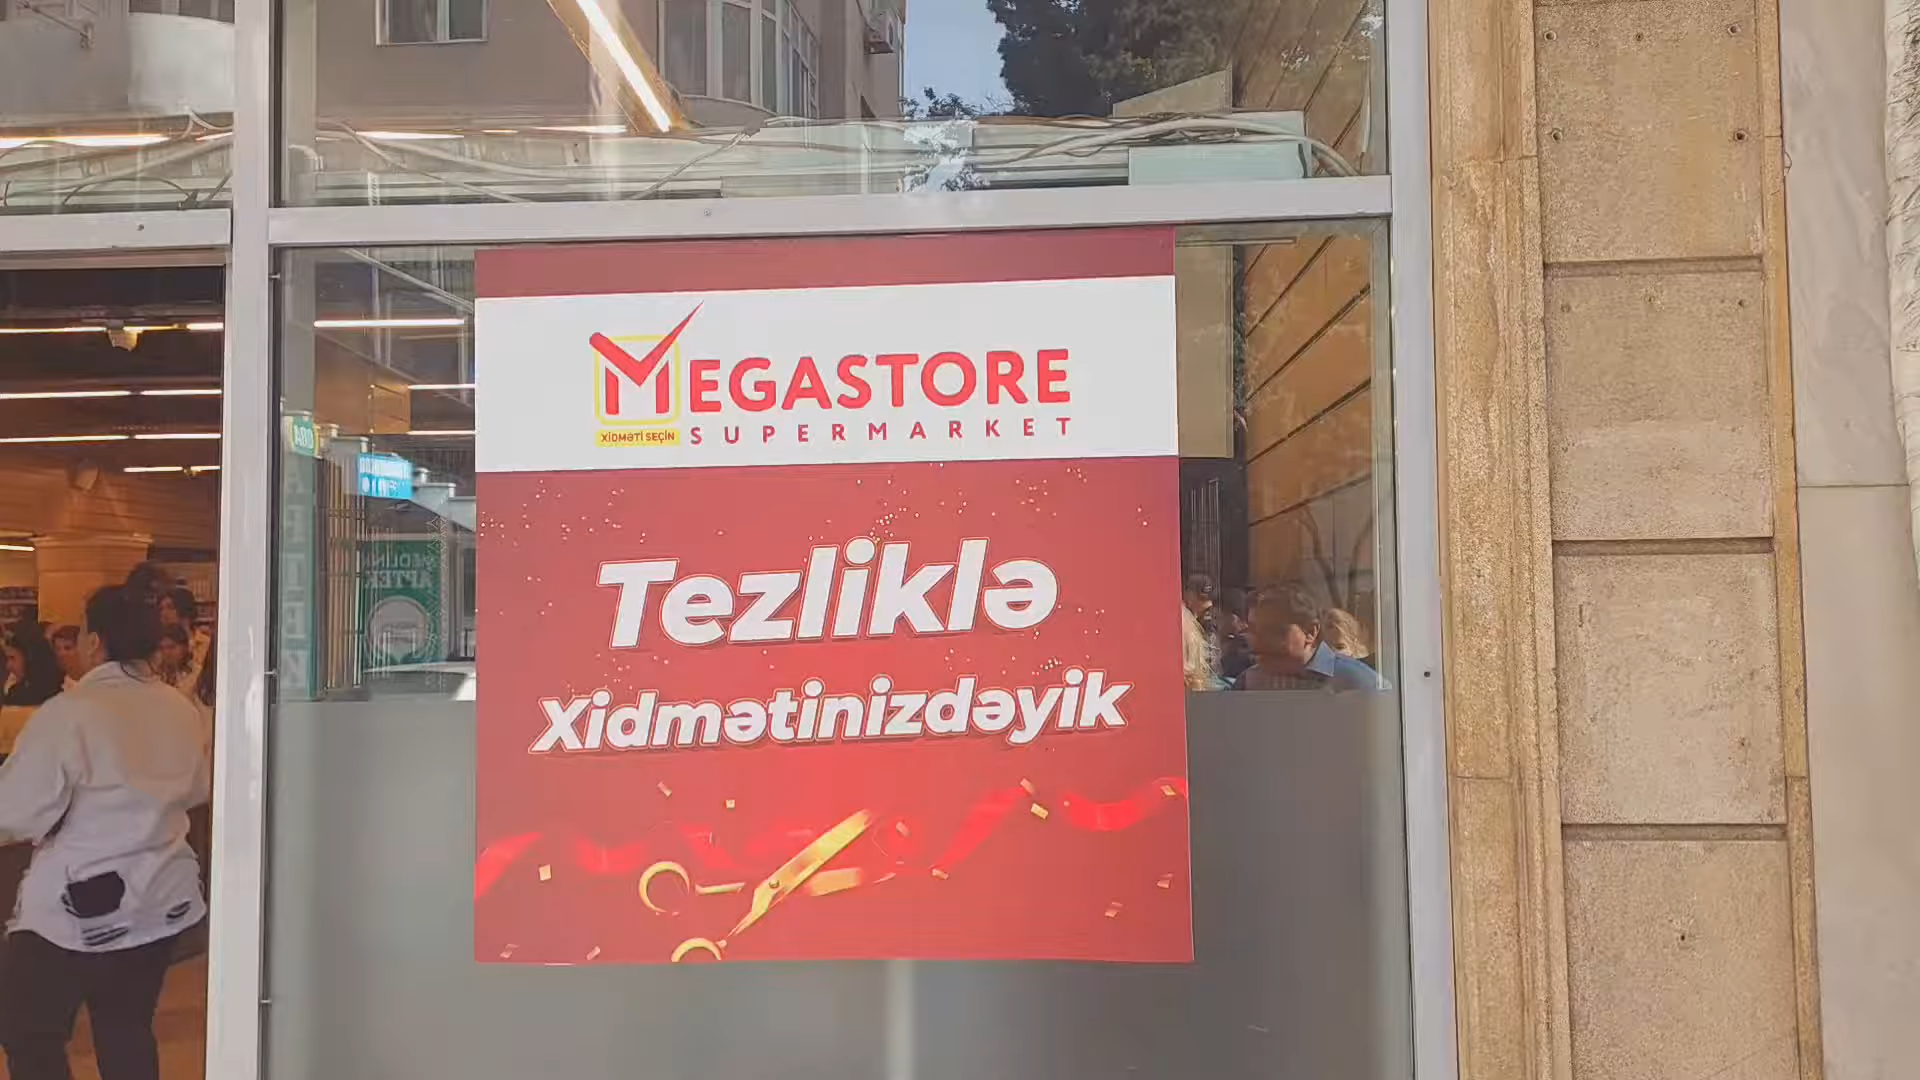 MEGASTORE
XİDMƏTİ SEÇİN
SUPERMARKET
Tezliklə
Xidmətinizdəyik